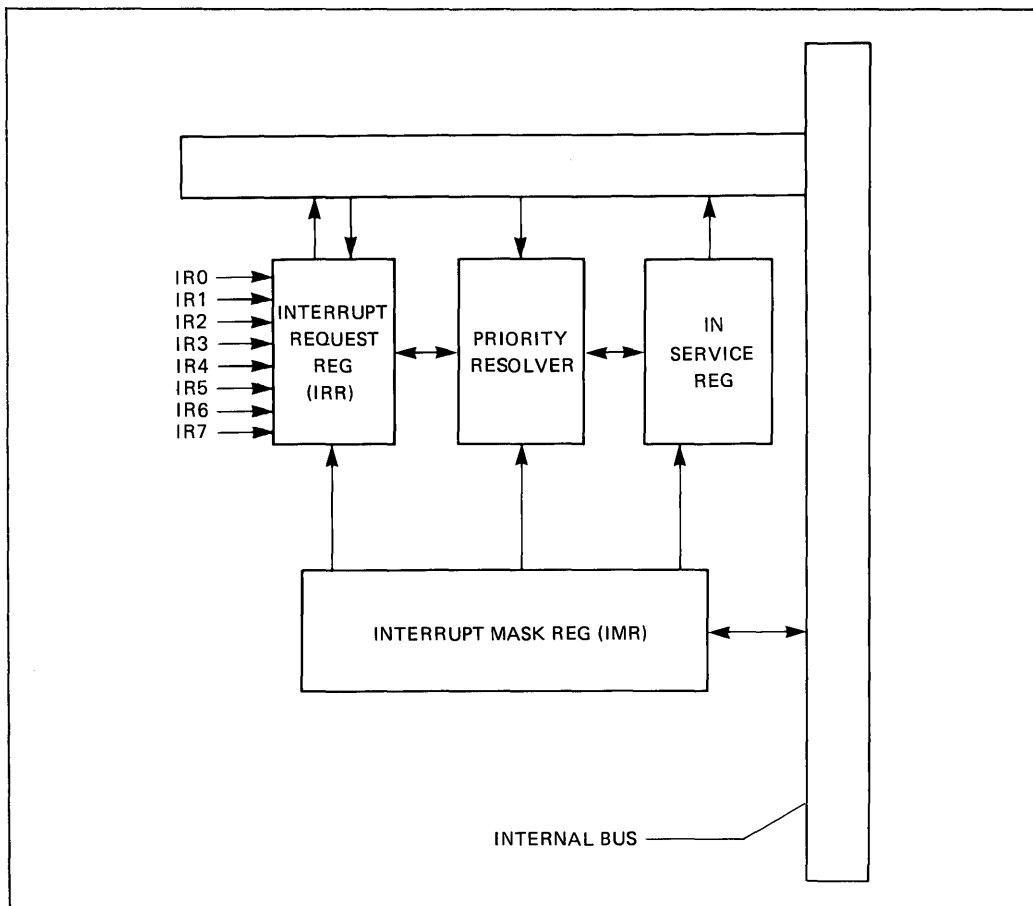 IR0
IR1
IR2
IR3
IR4
IR5
IR6
IR7
INTERRUPT
REQUEST
REG
(IRR)
PRIORITY
RESOLVER
IN
SERVICE
REG
INTERRUPT MASK REG (IMR)
INTERNAL BUS